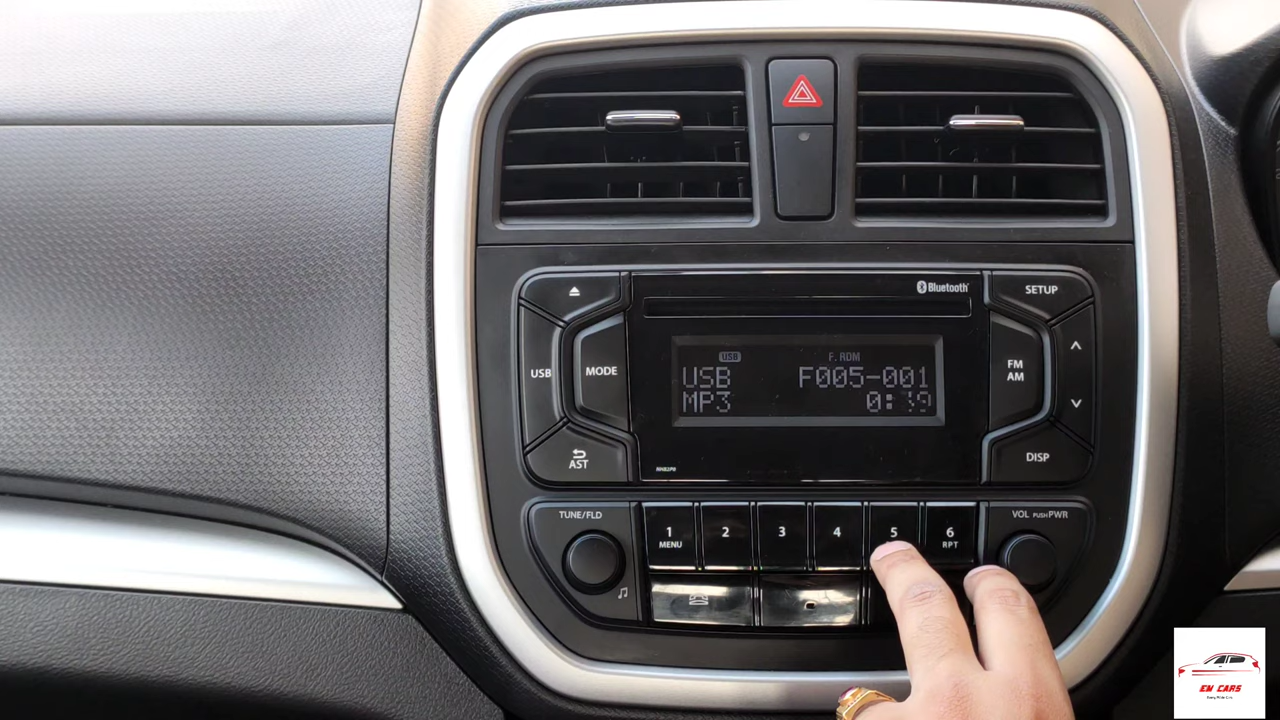 Bluetooth
SETUP
USB
MODE
FM
AM
USB
F.RDM
USB F005-001
MP3 0:39
AST
DISP
TUNE/FLD
VOL PUSH PWR
1
MENU
2
3
4
5
6
RPT
EM CARS